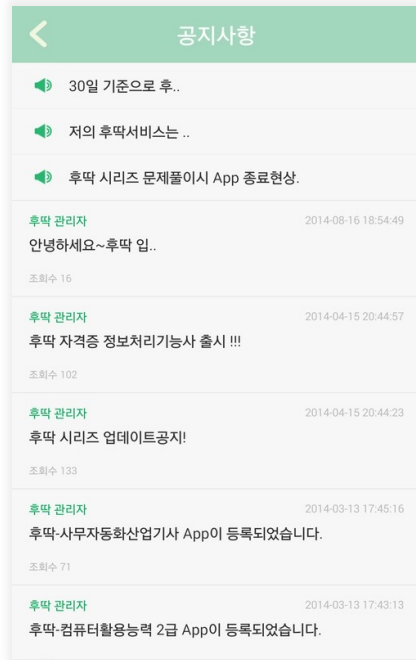 공지사항
30일 기준으로 후..
저의 후딱서비스는 ..
후딱 시리즈 문제풀이시 App 종료현상.
후딱 관리자 2014-08-16 18:54:49
안녕하세요~후딱 입..
조회수 16
후딱 관리자 2014-04-15 20:44:57
후딱 자격증 정보처리기능사 출시 !!!
조회수 102
후딱 관리자 2014-04-15 20:44:23
후딱 시리즈 업데이트공지!
조회수 133
후딱 관리자 2014-03-13 17:45:16
후딱-사무자동화산업기사 App이 등록되었습니다.
조회수 71
후딱 관리자 2014-03-13 17:43:13
후딱-컴퓨터활용능력 2급 App이 등록되었습니다.